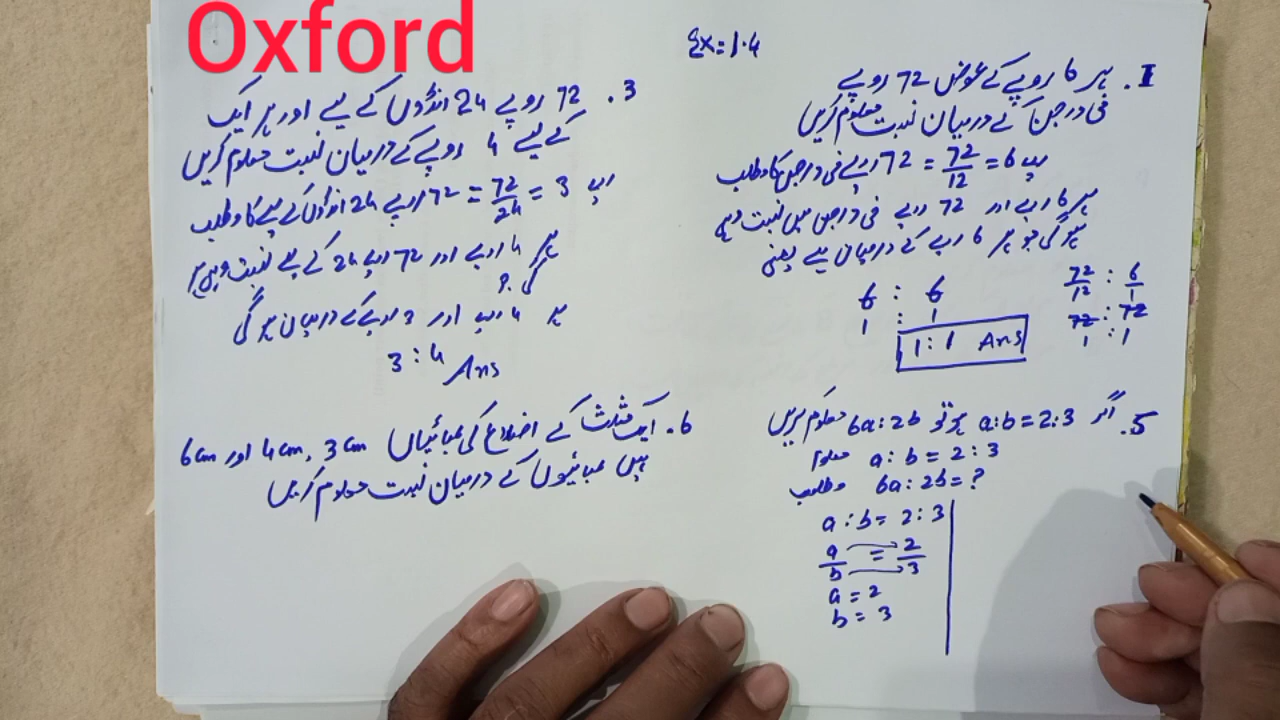 Oxford
Ex = 1.4
1. ہر 6 روپے کے عوض 72 روپے
فی درجن کے درمیان نسبت معلوم کریں
72 روپے فی درجن کا مطلب = 72/12 = 6 روپے
ہر 6 روپے اور 72 روپے فی درجن میں نسبت وہی
ہوگی جو ہر 6 روپے کے درمیان ہے یعنی
72/12 : 6/1
6 : 6
72 : 72
1 : 1
1 : 1
1:1 Ans
3. 72 روپے 24 انڈوں کے لیے اور ہر ایک
کے لیے 4 روپے کے درمیان نسبت معلوم کریں
72 روپے 24 انڈوں کے لیے کا مطلب = 72/24 = 3 روپے
ہر 4 روپے اور 72 روپے 24 کے لیے نسبت وہی ہو
گی ؟
ہر 4 روپے اور 3 روپے کے درمیان ہوگی
3 : 4 Ans
5. اگر a:b = 2:3 ہو تو 6a:2b معلوم کریں
معلوم a : b = 2 : 3
مطلوب 6a : 2b = ?
a : b = 2 : 3
a/b = 2/3
a = 2
b = 3
6. ایک مثلث کے اضلاع کی لمبائیاں 3cm ,4cm اور 6cm
ہیں لمبائیوں کے درمیان نسبت معلوم کریں